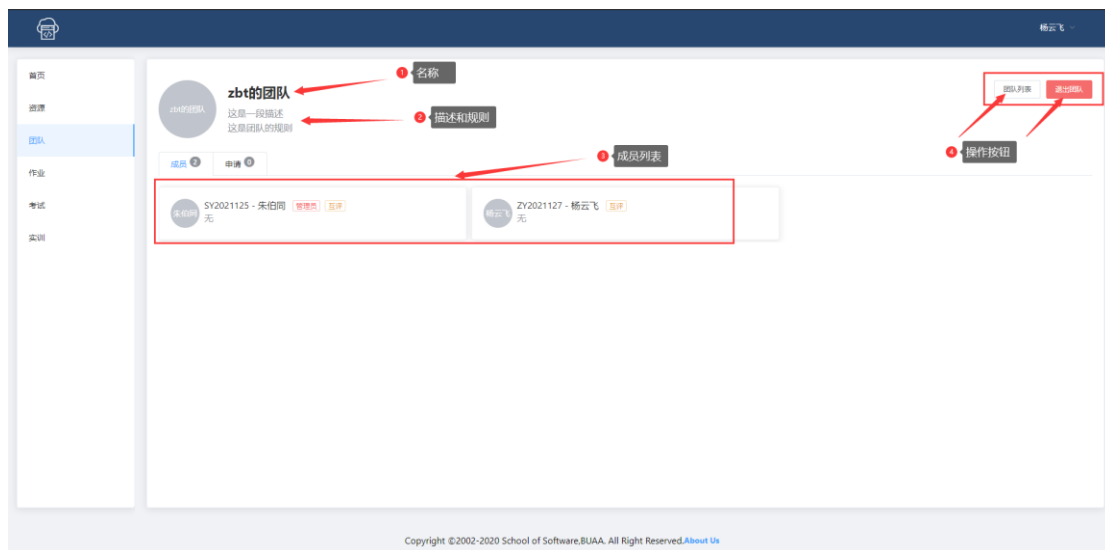 杨云飞
首页
资源
团队
作业
考试
实训
zbt的团队
zbt的团队
这是一段描述
这是团队的规则
1 名称
2 描述和规则
团队列表 退出团队
4 操作按钮
成员 2 申请 0
3 成员列表
朱伯同
SY2021125 - 朱伯同 管理员 互评
无
杨云飞
ZY2021127 - 杨云飞 互评
无
Copyright ©2002-2020 School of Software,BUAA. All Right Reserved.About Us